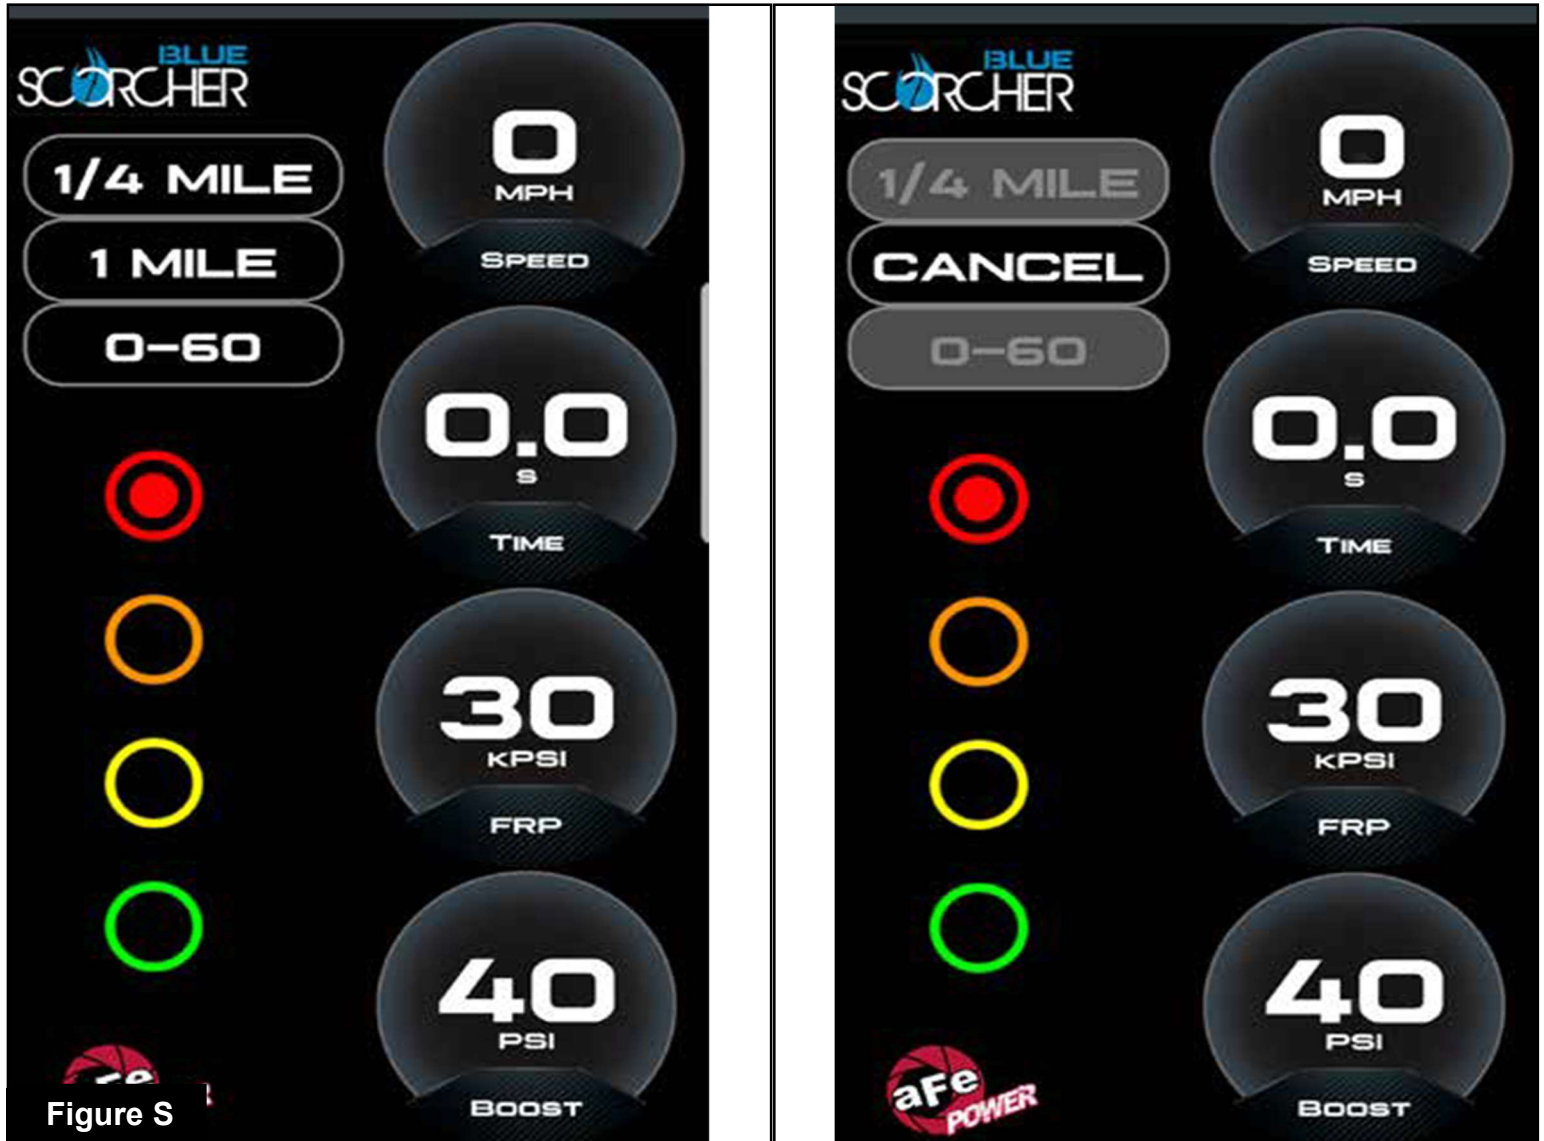 BLUE
SCORCHER
1/4 MILE
1 MILE
0-60
0
MPH
SPEED
0.0
S
TIME
30
KPSI
FRP
40
PSI
BOOST
aFe
Figure S
BLUE
SCORCHER
1/4 MILE
CANCEL
0-60
0
MPH
SPEED
0.0
S
TIME
30
KPSI
FRP
40
PSI
BOOST
aFe
POWER